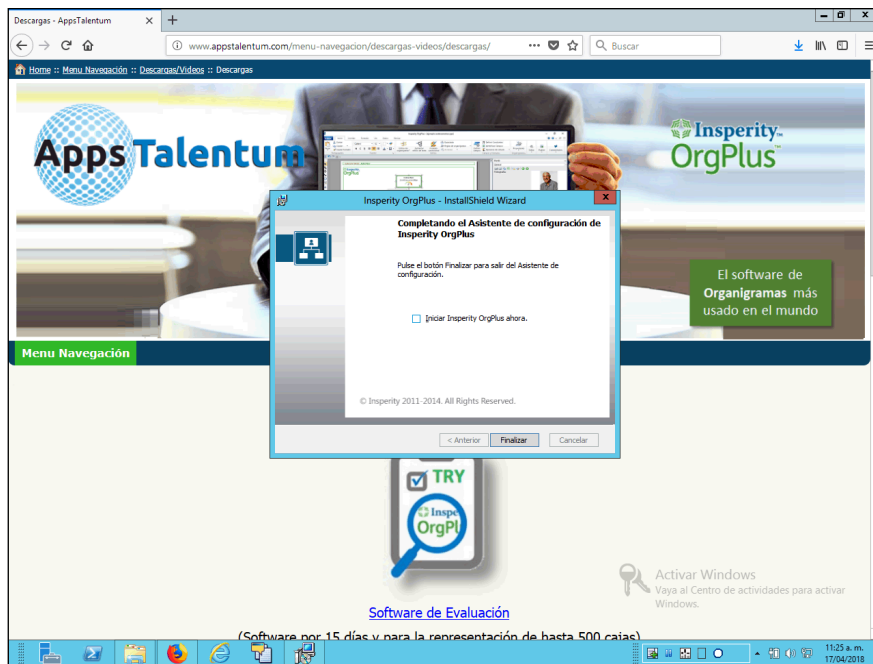 Descargas - AppsTalentum
www.appstalentum.com/menu-navegacion/descargas-videos/descargas/
Buscar
Home :: Menu Navegación :: Descargas/Videos :: Descargas
AppsTalentum
Insperity™
OrgPlus™
El software de
Organigramas más
usado en el mundo
Insperity OrgPlus - InstallShield Wizard
Completando el Asistente de configuración de
Insperity OrgPlus
Pulse el botón Finalizar para salir del Asistente de
configuración.
Iniciar Insperity OrgPlus ahora.
© Insperity 2011-2014. All Rights Reserved.
< Anterior
Finalizar
Cancelar
Menu Navegación
TRY
OrgPl
Software de Evaluación
(Software por 15 días y para la representación de hasta 500 cajas)
Activar Windows
Vaya al Centro de actividades para activar
Windows.
11:25 a. m.
17/04/2018